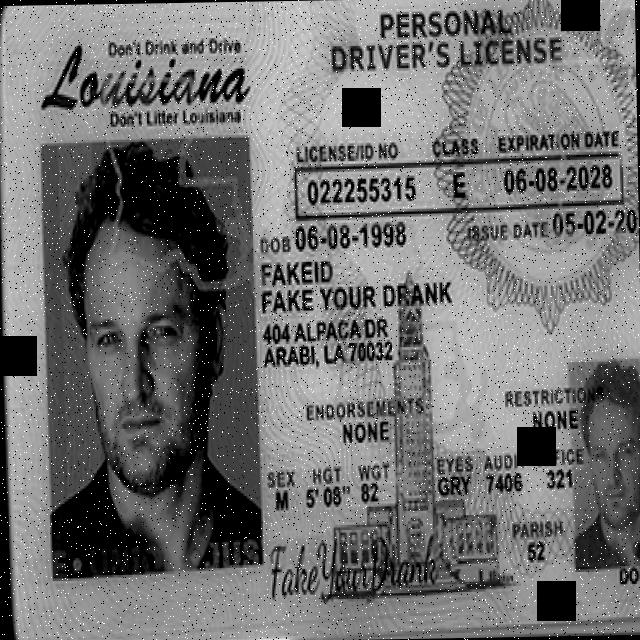 Don't Drink and Drive
Louisiana
Don't Litter Louisiana
PERSONAL
DRIVER'S LICENSE
LICENSE/ID NO CLASS EXPIRATION DATE
022255315 E 06-08-2028
DOB 06-08-1998 ISSUE DATE 05-02-20
FAKEID
FAKE YOUR DRANK
404 ALPACA DR
ARABI, LA 70032
ENDORSEMENTS RESTRICTIONS
NONE NONE
SEX HGT WGT EYES
M 5' 08" 82 GRY 7406 321
PARISH
52
FakeYourDrank
DO